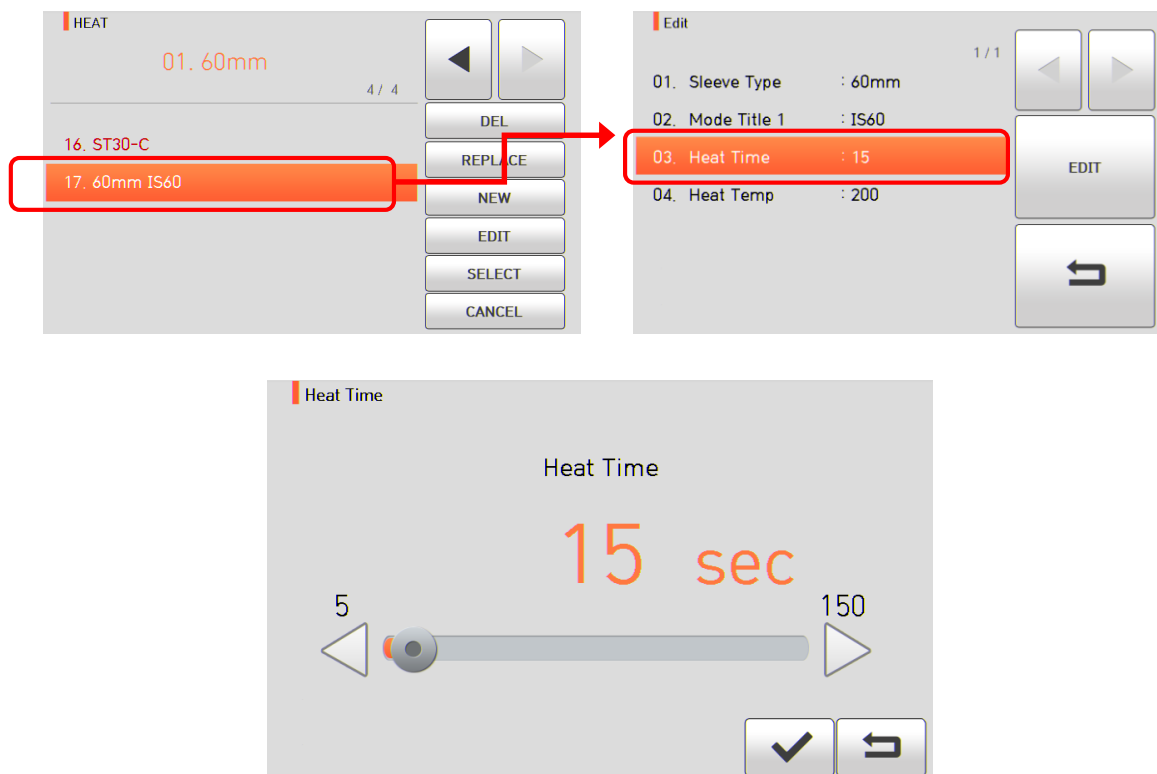 HEAT
01. 60mm
4 / 4
16. ST30-C
17. 60mm IS60
DEL
REPLACE
NEW
EDIT
SELECT
CANCEL
Edit
1 / 1
01. Sleeve Type : 60mm
02. Mode Title 1 : IS60
03. Heat Time : 15
04. Heat Temp : 200
EDIT
Heat Time
Heat Time
15 sec
5 150